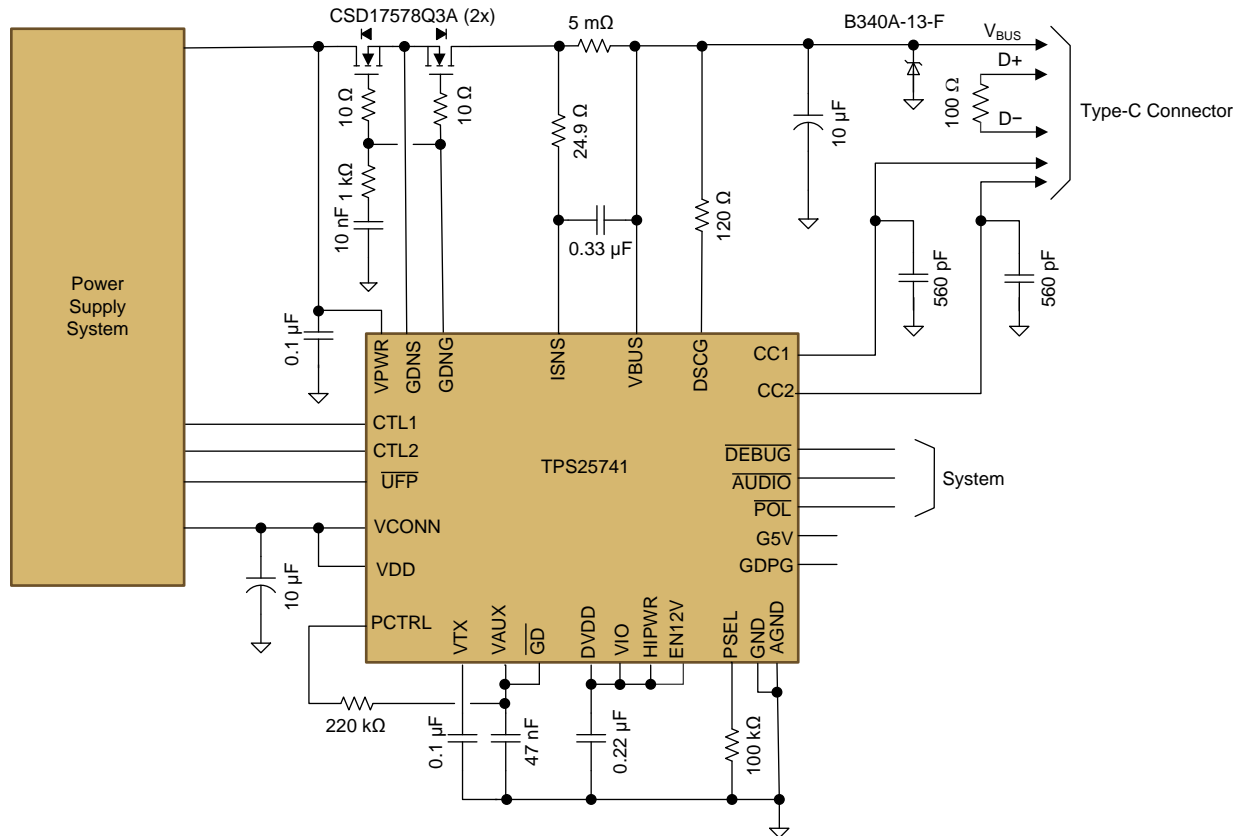 CSD17578Q3A (2x)
5 mΩ
B340A-13-F
VBUS
D+
D−
100 Ω
Type-C Connector
10 Ω
10 Ω
24.9 Ω
10 µF
1 kΩ
10 nF
0.33 µF
120 Ω
560 pF
560 pF
Power
Supply
System
0.1 µF
VPWR
GDNS
GDNG
ISNS
VBUS
DSCG
CC1
CC2
CTL1
CTL2
UFP
TPS25741
DEBUG
AUDIO
POL
System
VCONN
G5V
VDD
GDPG
10 µF
PCTRL
VTX
VAUX
GD
DVDD
VIO
HIPWR
EN12V
PSEL
GND
AGND
220 kΩ
0.1 µF
47 nF
0.22 µF
100 kΩ